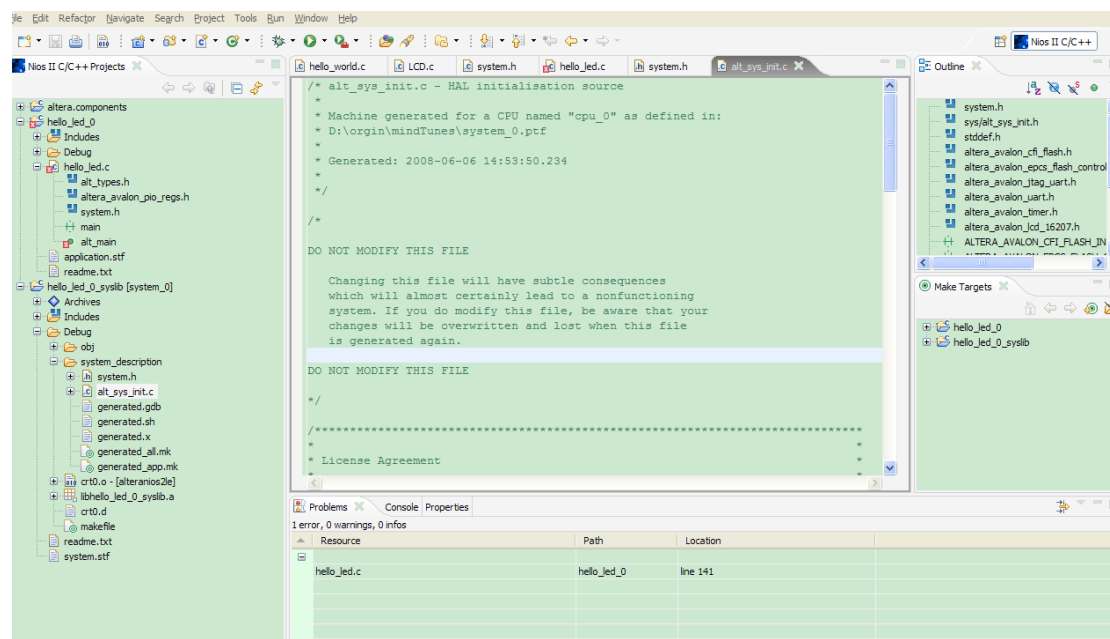 File Edit Refactor Navigate Search Project Tools Run Window Help
Nios II C/C++
Nios II C/C++ Projects
altera.components
hello_led_0
Includes
Debug
hello_led.c
alt_types.h
altera_avalon_pio_regs.h
system.h
main
alt_main
application.stf
readme.txt
hello_led_0_syslib [system_0]
Archives
Includes
Debug
obj
system_description
system.h
alt_sys_init.c
generated.gdb
generated.sh
generated.x
generated_all.mk
generated_app.mk
crt0.o - [alteranios2le]
libhello_led_0_syslib.a
crt0.d
makefile
readme.txt
system.stf
hello_world.c LCD.c system.h hello_led.c system.h alt_sys_init.c
/* alt_sys_init.c - HAL initialisation source
*
* Machine generated for a CPU named "cpu_0" as defined in:
* D:\orgin\mindTunes\system_0.ptf
*
* Generated: 2008-06-06 14:53:50.234
*
*/
/*
DO NOT MODIFY THIS FILE
Changing this file will have subtle consequences
which will almost certainly lead to a nonfunctioning
system. If you do modify this file, be aware that your
changes will be overwritten and lost when this file
is generated again.
DO NOT MODIFY THIS FILE
*/
/******************************************************************************
* *
* License Agreement *
* *
Outline
system.h
sys/alt_sys_init.h
stddef.h
altera_avalon_cfi_flash.h
altera_avalon_epcs_flash_control
altera_avalon_jtag_uart.h
altera_avalon_uart.h
altera_avalon_timer.h
altera_avalon_lcd_16207.h
ALTERA_AVALON_CFI_FLASH_IN
Make Targets
hello_led_0
hello_led_0_syslib
Problems Console Properties
1 error, 0 warnings, 0 infos
Resource Path Location
hello_led.c hello_led_0 line 141